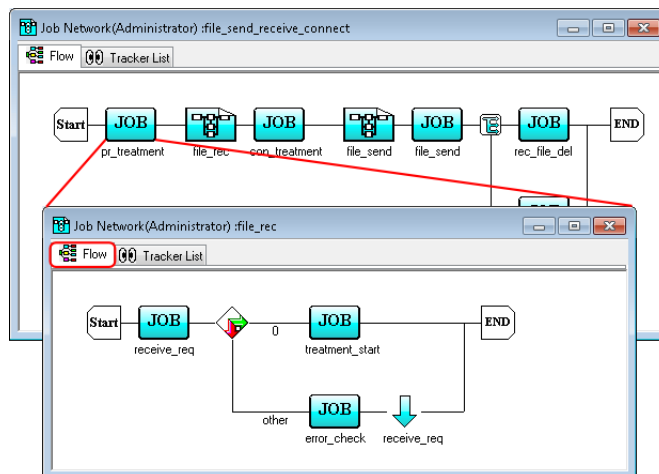 Job Network(Administrator) :file_send_receive_connect
Flow Tracker List
Start JOB JOB JOB E JOB END
pr_treatment file_rec con_treatment file_send file_send rec_file_del
Job Network(Administrator) :file_rec
Flow Tracker List
Start JOB 0 JOB END
receive_req treatment_start
other JOB
error_check receive_req